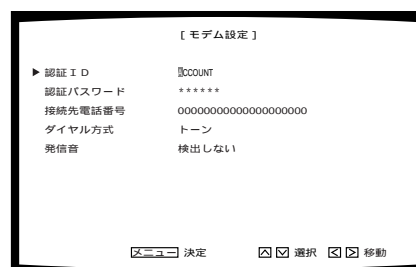 [モデム設定]
▶ 認証ID ACCOUNT
認証パスワード ******
接続先電話番号 00000000000000000000
ダイヤル方式 トーン
発信音 検出しない
メニュー 決定 選択 移動